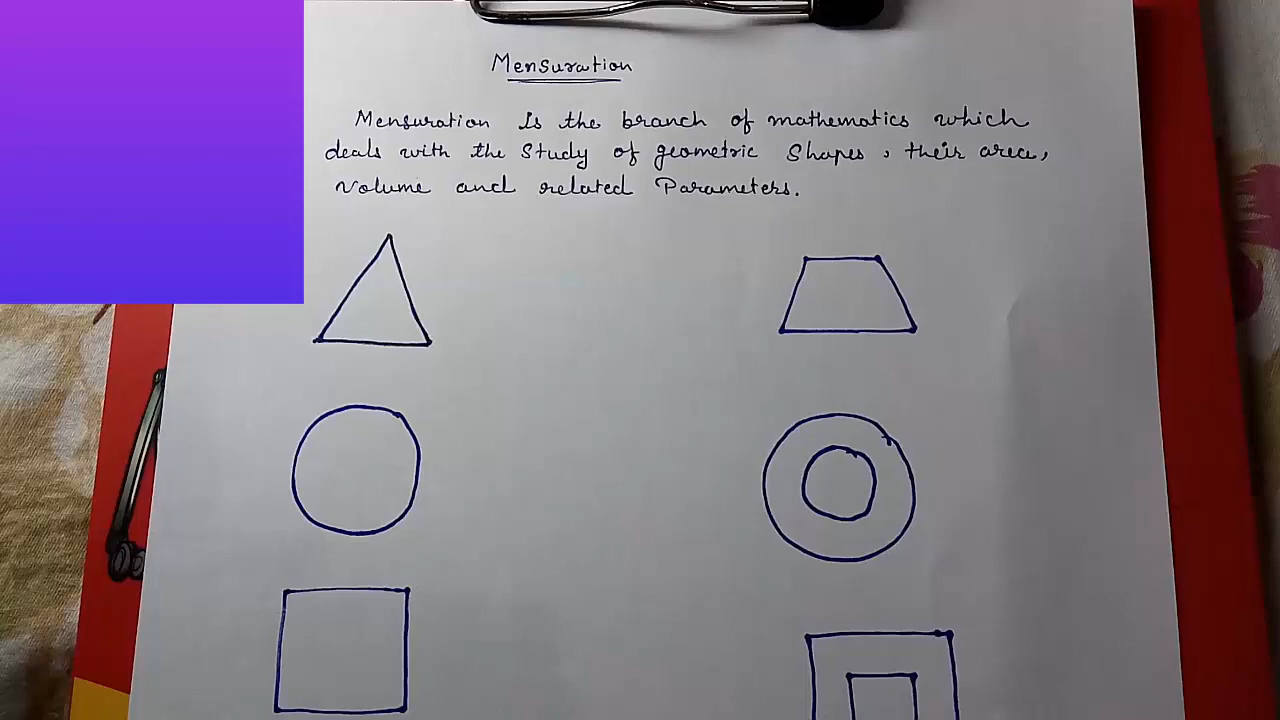 Mensuration
Mensuration Is the branch of mathematics which
deals with the Study of geometric Shapes, their area,
Volume and related Parameters.